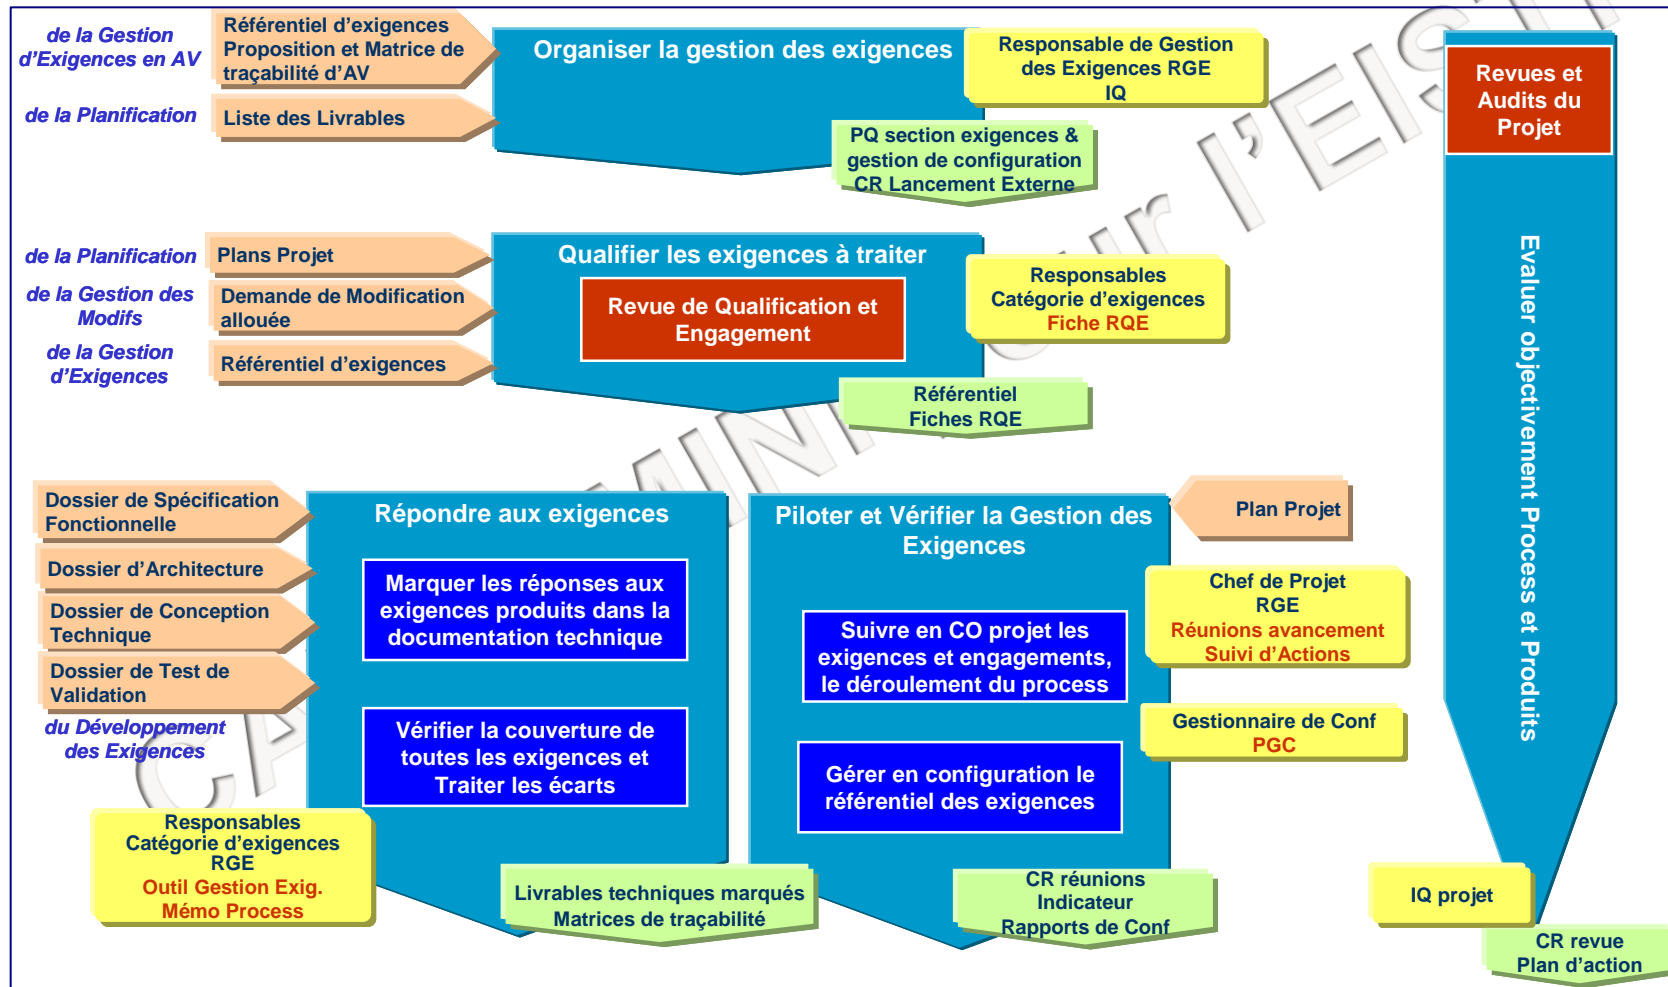 de la Gestion
d'Exigences en AV
Référentiel d'exigences
Proposition et Matrice de
traçabilité d'AV
de la Planification
Liste des Livrables
Organiser la gestion des exigences
Responsable de Gestion
des Exigences RGE
IQ
PQ section exigences &
gestion de configuration
CR Lancement Externe
Revues et
Audits du
Projet
Evaluer objectivement Process et Produits
de la Planification
Plans Projet
de la Gestion des
Modifs
Demande de Modification
allouée
de la Gestion
d'Exigences
Référentiel d'exigences
Qualifier les exigences à traiter
Revue de Qualification et
Engagement
Responsables
Catégorie d'exigences
Fiche RQE
Référentiel
Fiches RQE
Dossier de Spécification
Fonctionnelle
Dossier d'Architecture
Dossier de Conception
Technique
Dossier de Test de
Validation
du Développement
des Exigences
Répondre aux exigences
Marquer les réponses aux
exigences produits dans la
documentation technique
Vérifier la couverture de
toutes les exigences et
Traiter les écarts
Responsables
Catégorie d'exigences
RGE
Outil Gestion Exig.
Mémo Process
Livrables techniques marqués
Matrices de traçabilité
Piloter et Vérifier la Gestion des
Exigences
Plan Projet
Suivre en CO projet les
exigences et engagements,
le déroulement du process
Chef de Projet
RGE
Réunions avancement
Suivi d'Actions
Gérer en configuration le
référentiel des exigences
Gestionnaire de Conf
PGC
CR réunions
Indicateur
Rapports de Conf
IQ projet
CR revue
Plan d'action